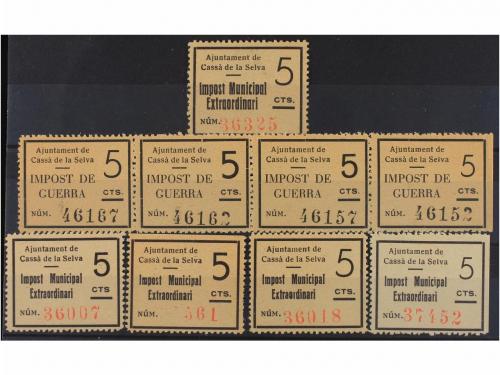 Ajuntament de
Cassà de la Selva
5
Impost Municipal
Extraordinari
CTS.
NÚM. 36325
Ajuntament de
Cassà de la Selva
5
IMPOST DE
GUERRA
CTS.
NÚM. 46167
Ajuntament de
Cassà de la Selva
5
IMPOST DE
GUERRA
CTS.
NÚM. 46162
Ajuntament de
Cassà de la Selva
5
IMPOST DE
GUERRA
CTS.
NÚM. 46157
Ajuntament de
Cassà de la Selva
5
IMPOST DE
GUERRA
CTS.
NÚM. 46152
Ajuntament de
Cassà de la Selva
5
Impost Municipal
Extraordinari
CTS.
NÚM. 36007
Ajuntament de
Cassà de la Selva
5
Impost Municipal
Extraordinari
CTS.
NÚM. 561
Ajuntament de
Cassà de la Selva
5
Impost Municipal
Extraordinari
CTS.
NÚM. 36018
Ajuntament de
Cassà de la Selva
5
Impost Municipal
Extraordinari
CTS.
NÚM. 37452